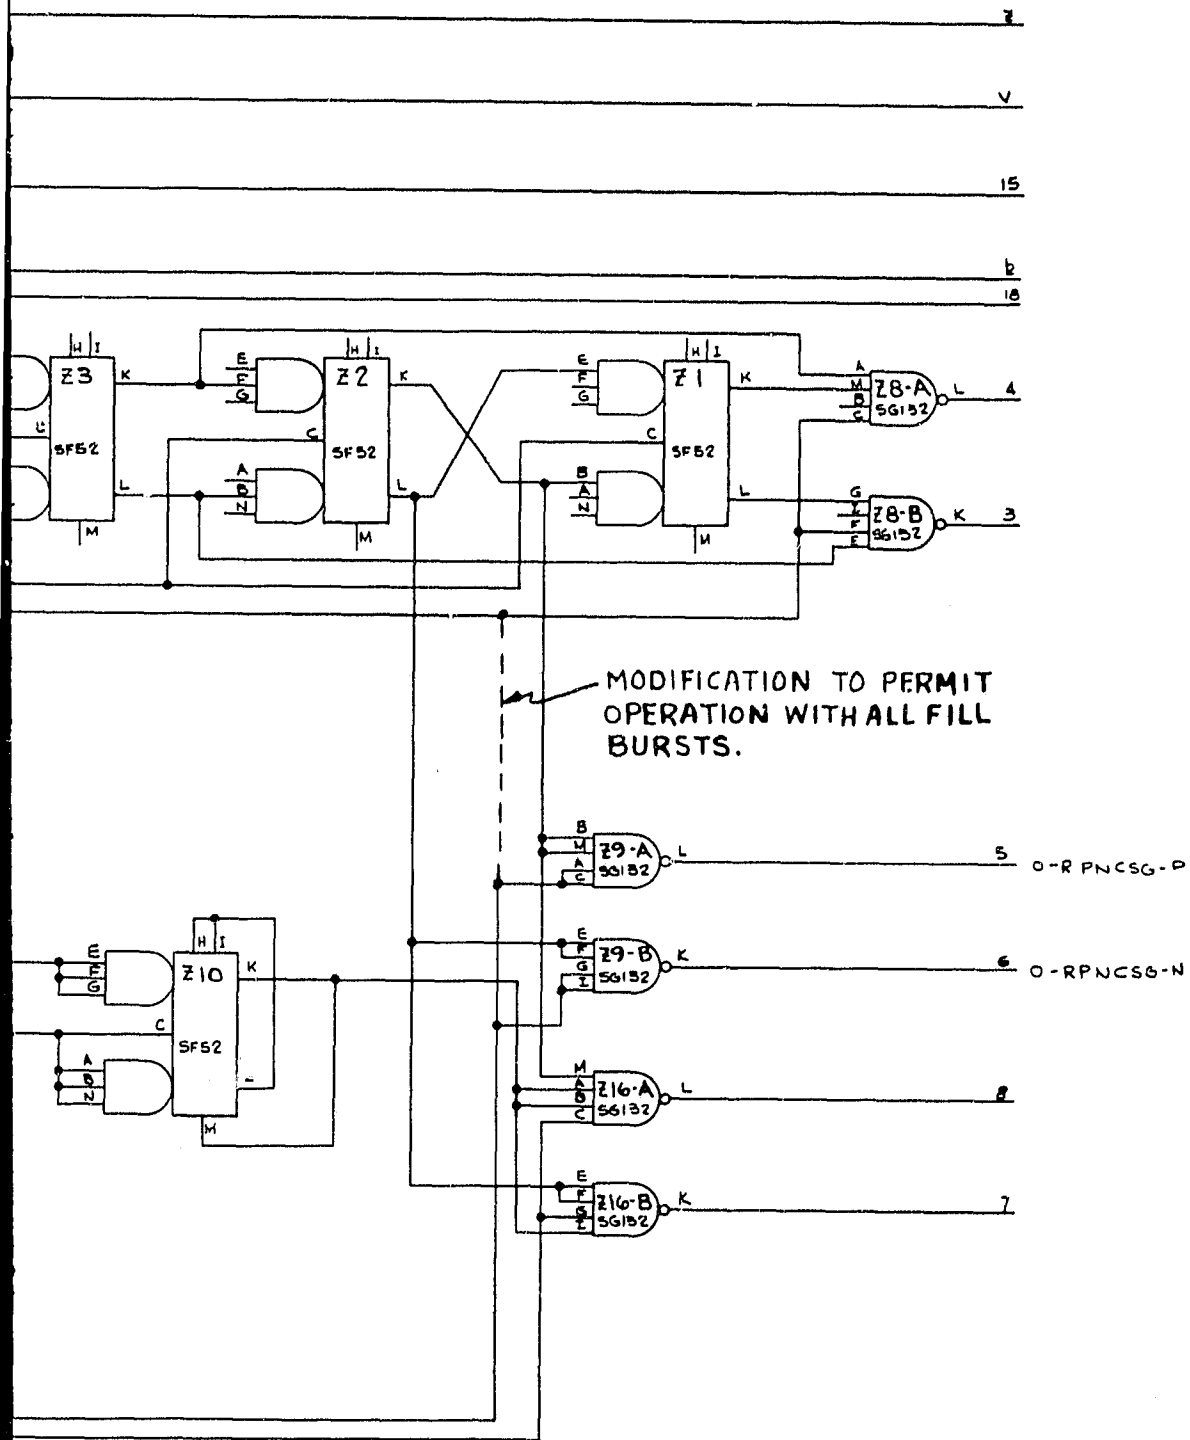 Z
V
15
b
18
H I
Z3
K
C
SF52
L
M
E
F
G
H I
Z2
K
C
SF52
A
B
N
L
M
E
F
G
H I
Z1
K
C
SF52
B
A
N
L
M
A
M
B
C
Z8-A
SG132
L
4
G
I
F
E
Z8-B
SG132
K
3
MODIFICATION TO PERMIT
OPERATION WITH ALL FILL
BURSTS.
B
M
A
C
Z9-A
SG132
L
5
O-RPNCSG-P
E
F
G
I
Z9-B
SG132
K
6
O-RPNCSG-N
E
F
G
H I
Z10
K
C
SF52
A
B
N
L
M
M
A
B
C
Z16-A
SG132
L
8
E
F
G
I
Z16-B
SG132
K
7